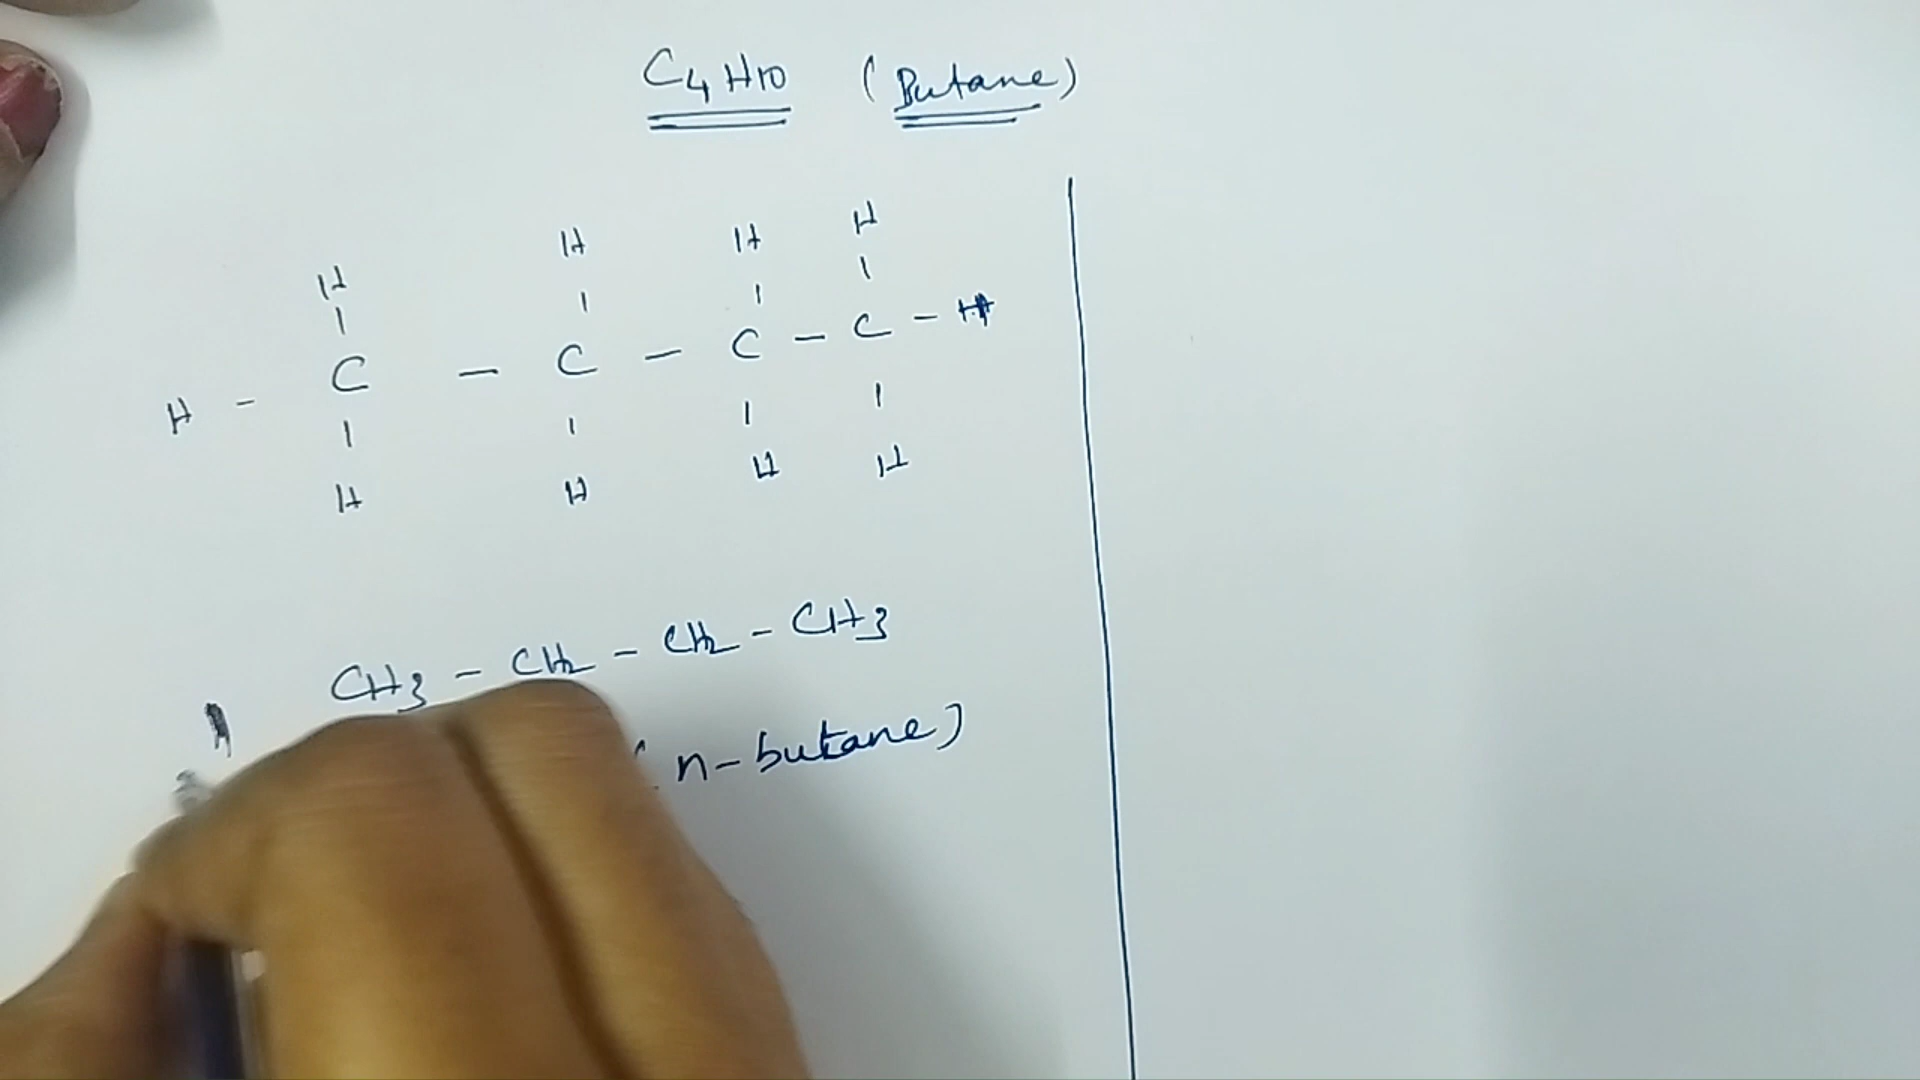 C4H10 (Butane)
H H H H
H - C - C - C - C - H
H H H H
CH3 - CH2 - CH2 - CH3
(n-butane)